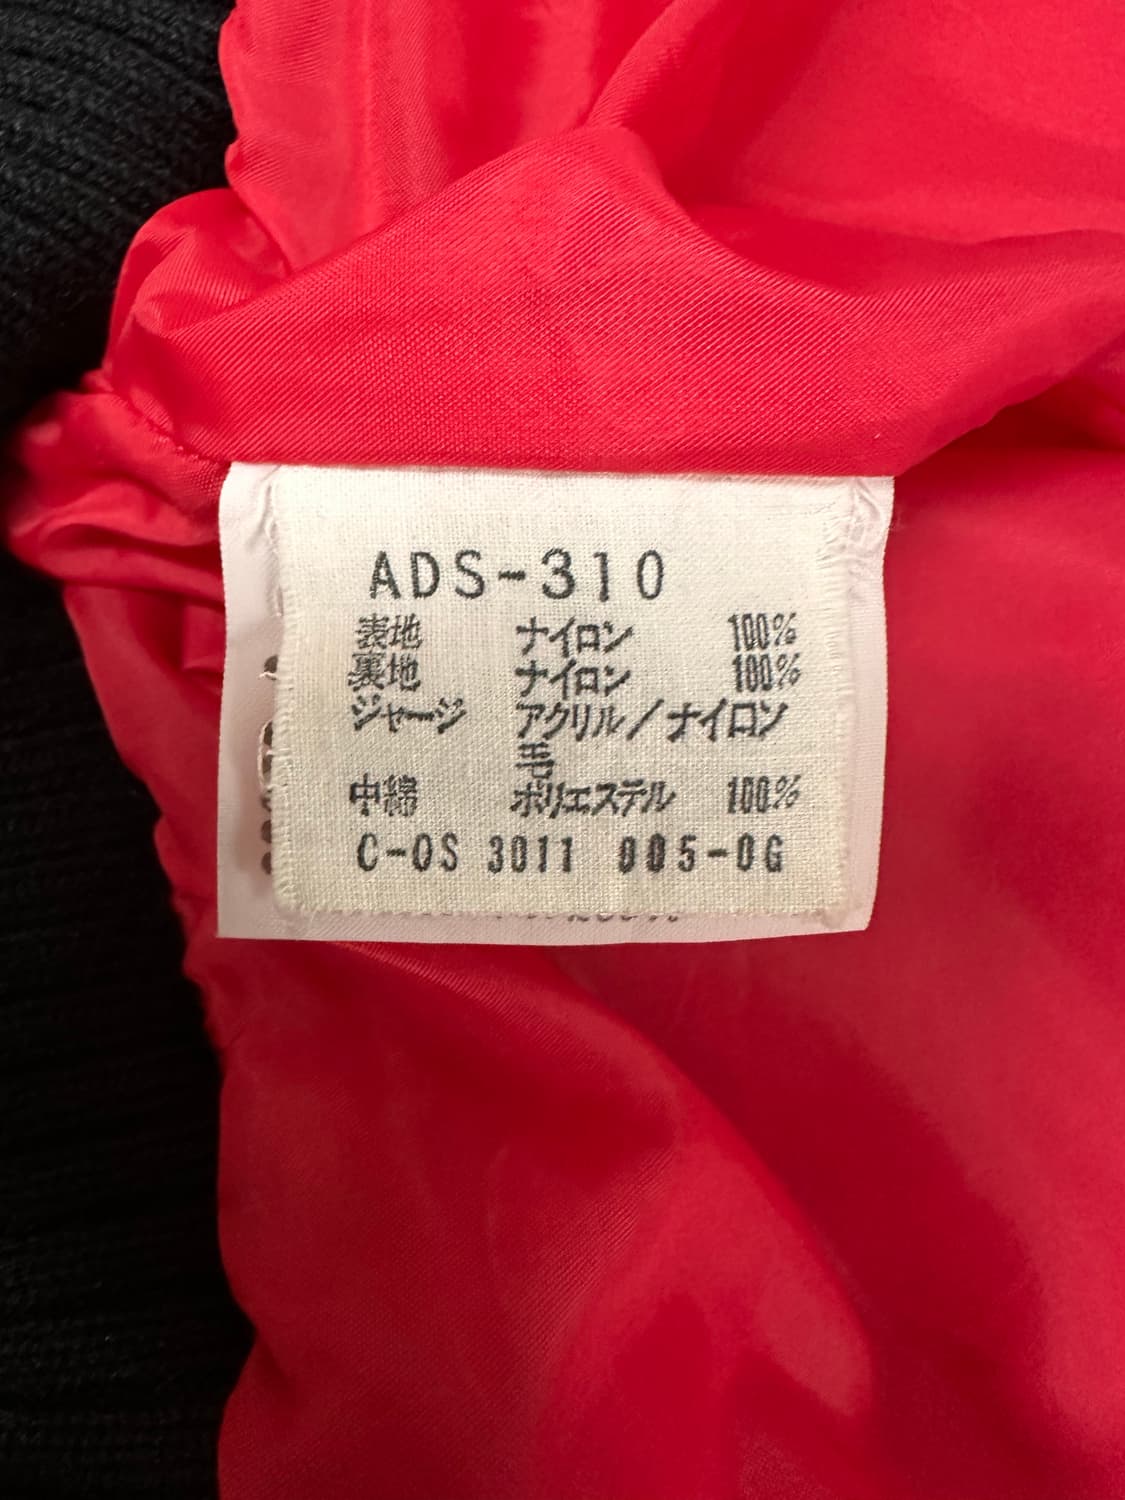 ADS-310
表地 ナイロン 100%
裏地 ナイロン 100%
ジャージ アクリル/ナイロン
毛
中綿 ポリエステル 100%
C-OS 3011 005-0G